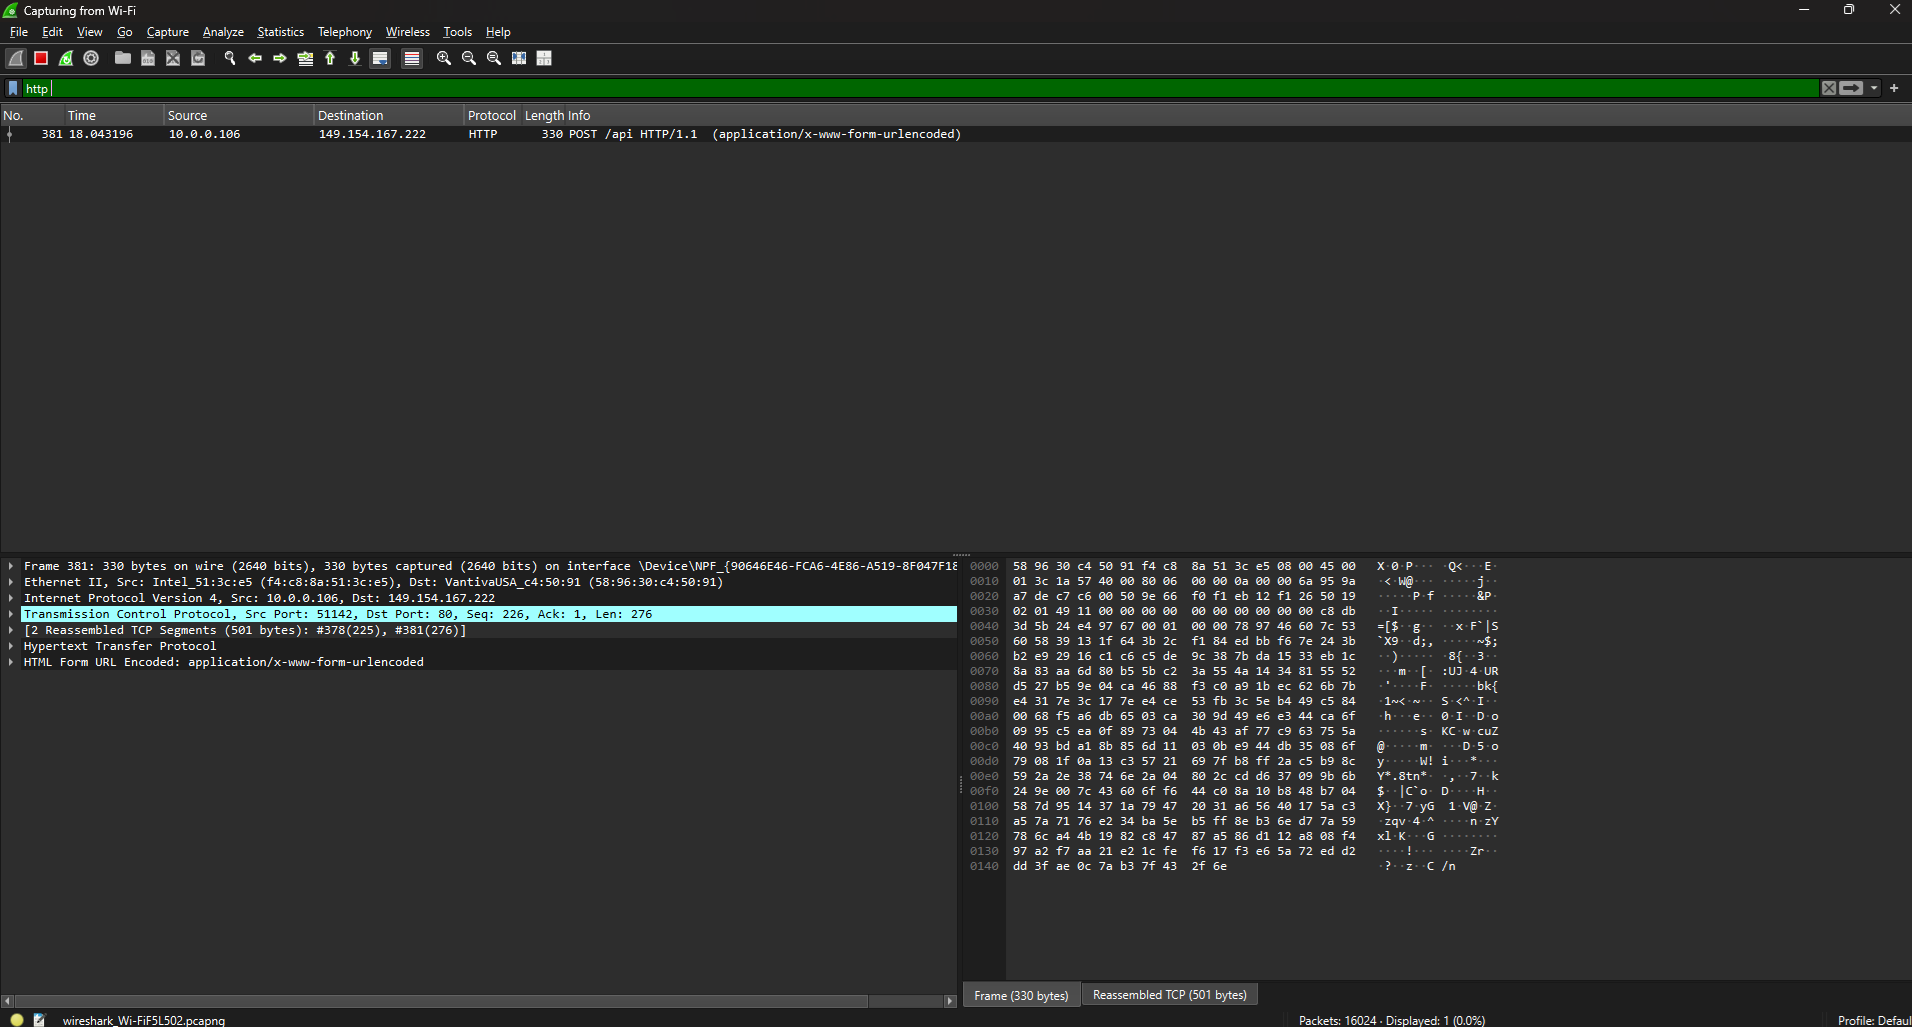 Capturing from Wi-Fi
File Edit View Go Capture Analyze Statistics Telephony Wireless Tools Help
http
No. Time Source Destination Protocol Length Info
381 18.043196 10.0.0.106 149.154.167.222 HTTP 330 POST /api HTTP/1.1 (application/x-www-form-urlencoded)
Frame 381: 330 bytes on wire (2640 bits), 330 bytes captured (2640 bits) on interface \Device\NPF_{90646E46-FCA6-4E86-A519-8F047F18
Ethernet II, Src: Intel_51:3c:e5 (f4:c8:8a:51:3c:e5), Dst: VantivaUSA_c4:50:91 (58:96:30:c4:50:91)
Internet Protocol Version 4, Src: 10.0.0.106, Dst: 149.154.167.222
Transmission Control Protocol, Src Port: 51142, Dst Port: 80, Seq: 226, Ack: 1, Len: 276
[2 Reassembled TCP Segments (501 bytes): #378(225), #381(276)]
Hypertext Transfer Protocol
HTML Form URL Encoded: application/x-www-form-urlencoded
0000 58 96 30 c4 50 91 f4 c8 8a 51 3c e5 08 00 45 00 X·0·P··· ·Q<···E·
0010 01 3c 1a 57 40 00 80 06 00 00 0a 00 00 6a 95 9a ·<·W@··· ·····j··
0020 a7 de c7 c6 00 50 9e 66 f0 f1 eb 12 f1 26 50 19 ·····P·f ·····&P·
0030 02 01 49 11 00 00 00 00 00 00 00 00 00 00 c8 db ··I····· ········
0040 3d 5b 24 e4 97 67 00 01 00 00 78 97 46 60 7c 53 =[$··g·· ··x·F`|S
0050 60 58 39 13 1f 64 3b 2c f1 84 ed bb f6 7e 24 3b `X9··d;, ·····~$;
0060 b2 e9 29 16 c1 c6 c5 de 9c 38 7b da 15 33 eb 1c ··)····· ·8{··3··
0070 8a 83 aa 6d 80 b5 5b c2 3a 55 4a 14 34 81 55 52 ···m··[· :UJ·4·UR
0080 d5 27 b5 9e 04 ca 46 88 f3 c0 a9 1b ec 62 6b 7b ·'····F· ·····bk{
0090 e4 31 7e 3c 17 7e e4 ce 53 fb 3c 5e b4 49 c5 84 ·1~<·~·· S·<^·I··
00a0 00 68 f5 a6 db 65 03 ca 30 9d 49 e6 e3 44 ca 6f ·h···e·· 0·I··D·o
00b0 09 95 c5 ea 0f 89 73 04 4b 43 af 77 c9 63 75 5a ······s· KC·w·cuZ
00c0 40 93 bd a1 8b 85 6d 11 03 0b e9 44 db 35 08 6f @·····m· ···D·5·o
00d0 79 08 1f 0a 13 c3 57 21 69 7f b8 ff 2a c5 b9 8c y·····W! i···*···
00e0 59 2a 2e 38 74 6e 2a 04 80 2c cd d6 37 09 9b 6b Y*.8tn*· ·,··7··k
00f0 24 9e 00 7c 43 60 6f f6 44 c0 8a 10 b8 48 b7 04 $··|C`o· D····H··
0100 58 7d 95 14 37 1a 79 47 20 31 a6 56 40 17 5a c3 X}··7·yG 1·V@·Z·
0110 a5 7a 71 76 e2 34 ba 5e b5 ff 8e b3 6e d7 7a 59 ·zqv·4·^ ····n·zY
0120 78 6c a4 4b 19 82 c8 47 87 a5 86 d1 12 a8 08 f4 xl·K···G ········
0130 97 a2 f7 aa 21 e2 1c fe f6 17 f3 e6 5a 72 ed d2 ····!··· ····Zr··
0140 dd 3f ae 0c 7a b3 7f 43 2f 6e ·?··z··C /n
Frame (330 bytes) Reassembled TCP (501 bytes)
wireshark_Wi-FiF5L502.pcapng Packets: 16024 · Displayed: 1 (0.0%) Profile: Defaul